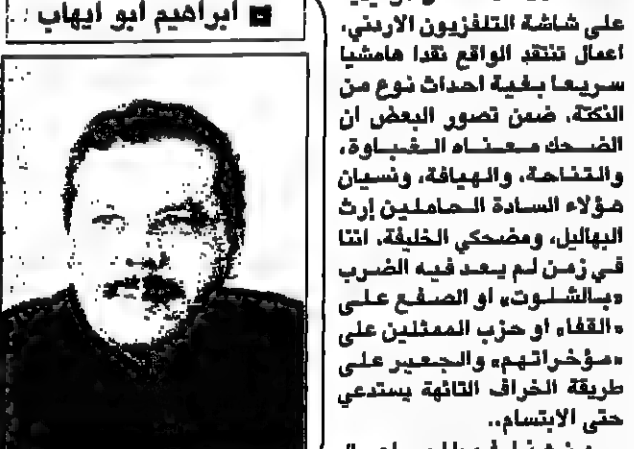 ابراهيم ابو ايهاب
على شاشة التلفزيون الاردني،
اعمال تنتقد الواقع نقدا هامشيا
سريعا بغية احداث نوع من
النكتة، ضمن تصور البعض ان
الضحك معناه الغباوة،
والتناحة، والهيافة، ونسيان
هؤلاء السادة الحاملين إرث
البهاليل، ومضحكي الخليفة، اننا
في زمن لم يعد فيه الضرب
«بالشلوت» او الصفع على
«القفا» او حزب الممثلين على
«مؤخراتهم» والجعير على
طريقة الخراف التائهة يستدعي
حتى الابتسام..